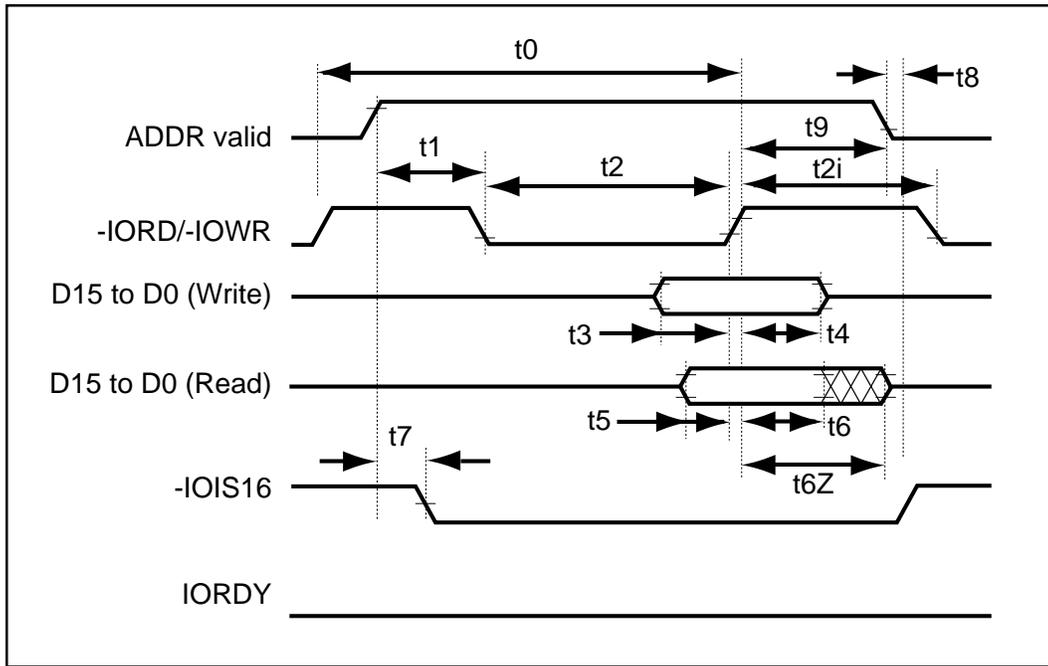 t0
t8
ADDR valid
t9
t1
t2
t2i
-IORD/-IOWR
D15 to D0 (Write)
t3
t4
D15 to D0 (Read)
t5
t6
t7
t6Z
-IOIS16
IORDY